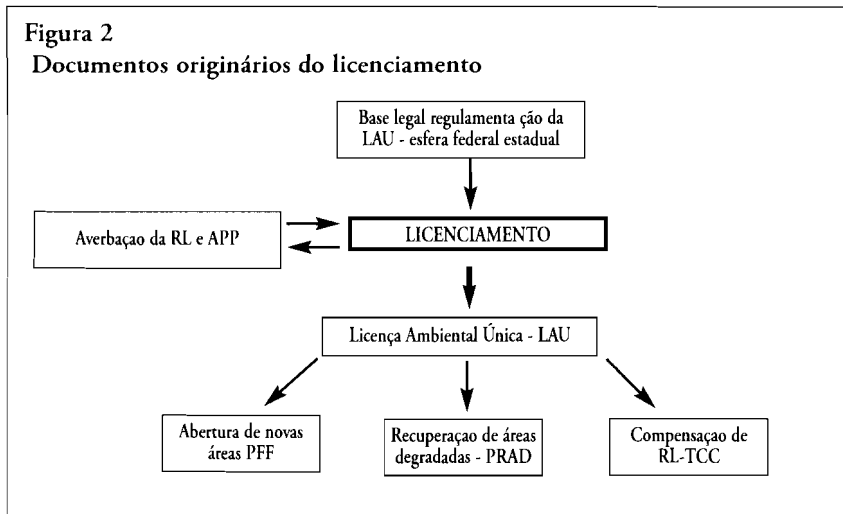 Figura 2
Documentos originários do licenciamento
Base legal regulamenta ção da
LAU - esfera federal estadual
Averbaçao da RL e APP
LICENCIAMENTO
Licença Ambiental Única - LAU
Abertura de novas
áreas PFF
Recuperaçao de áreas
degradadas - PRAD
Compensaçao de
RL-TCC